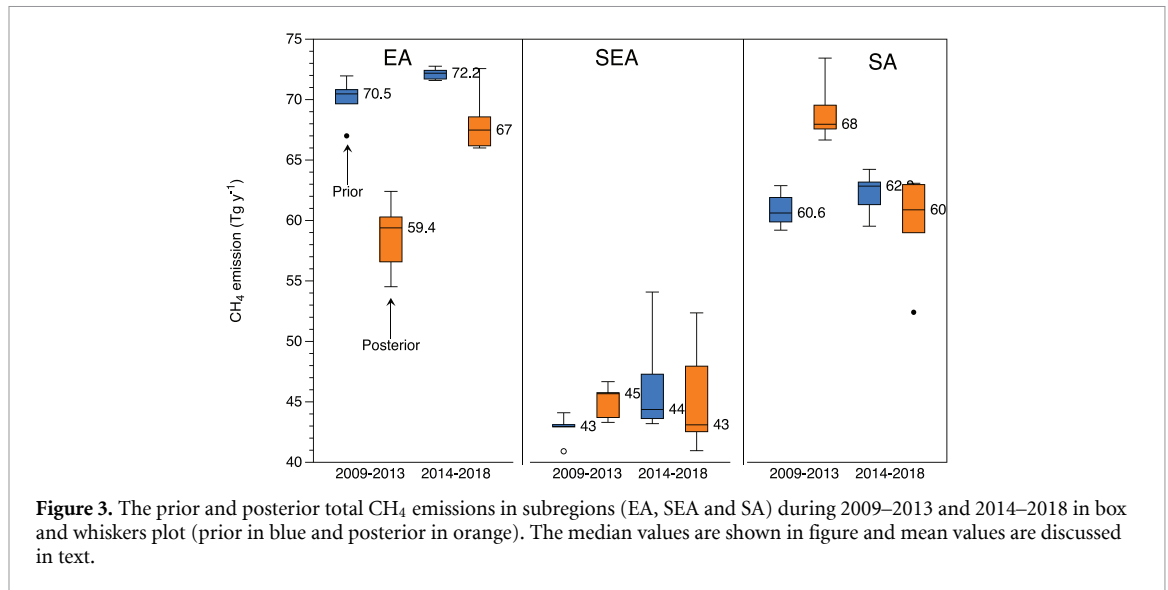 75
70
65
60
55
50
45
40
CH₄ emission (Tg y⁻¹)
EA
SEA
SA
70.5
72.2
67
Prior
59.4
Posterior
43
45
44
43
60.6
68
60
2009-2013 2014-2018
2009-2013 2014-2018
2009-2013 2014-2018
Figure 3. The prior and posterior total CH₄ emissions in subregions (EA, SEA and SA) during 2009–2013 and 2014–2018 in box
and whiskers plot (prior in blue and posterior in orange). The median values are shown in figure and mean values are discussed
in text.